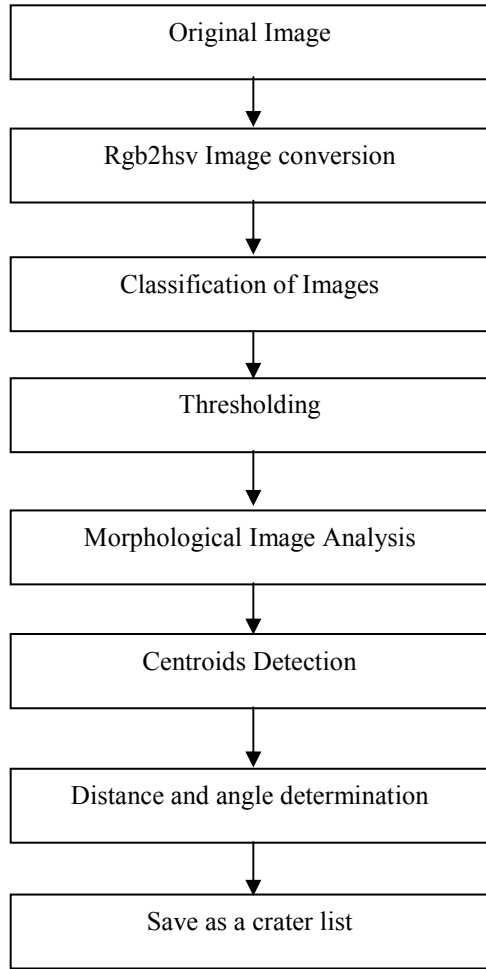 Original Image
Rgb2hsv Image conversion
Classification of Images
Thresholding
Morphological Image Analysis
Centroids Detection
Distance and angle determination
Save as a crater list